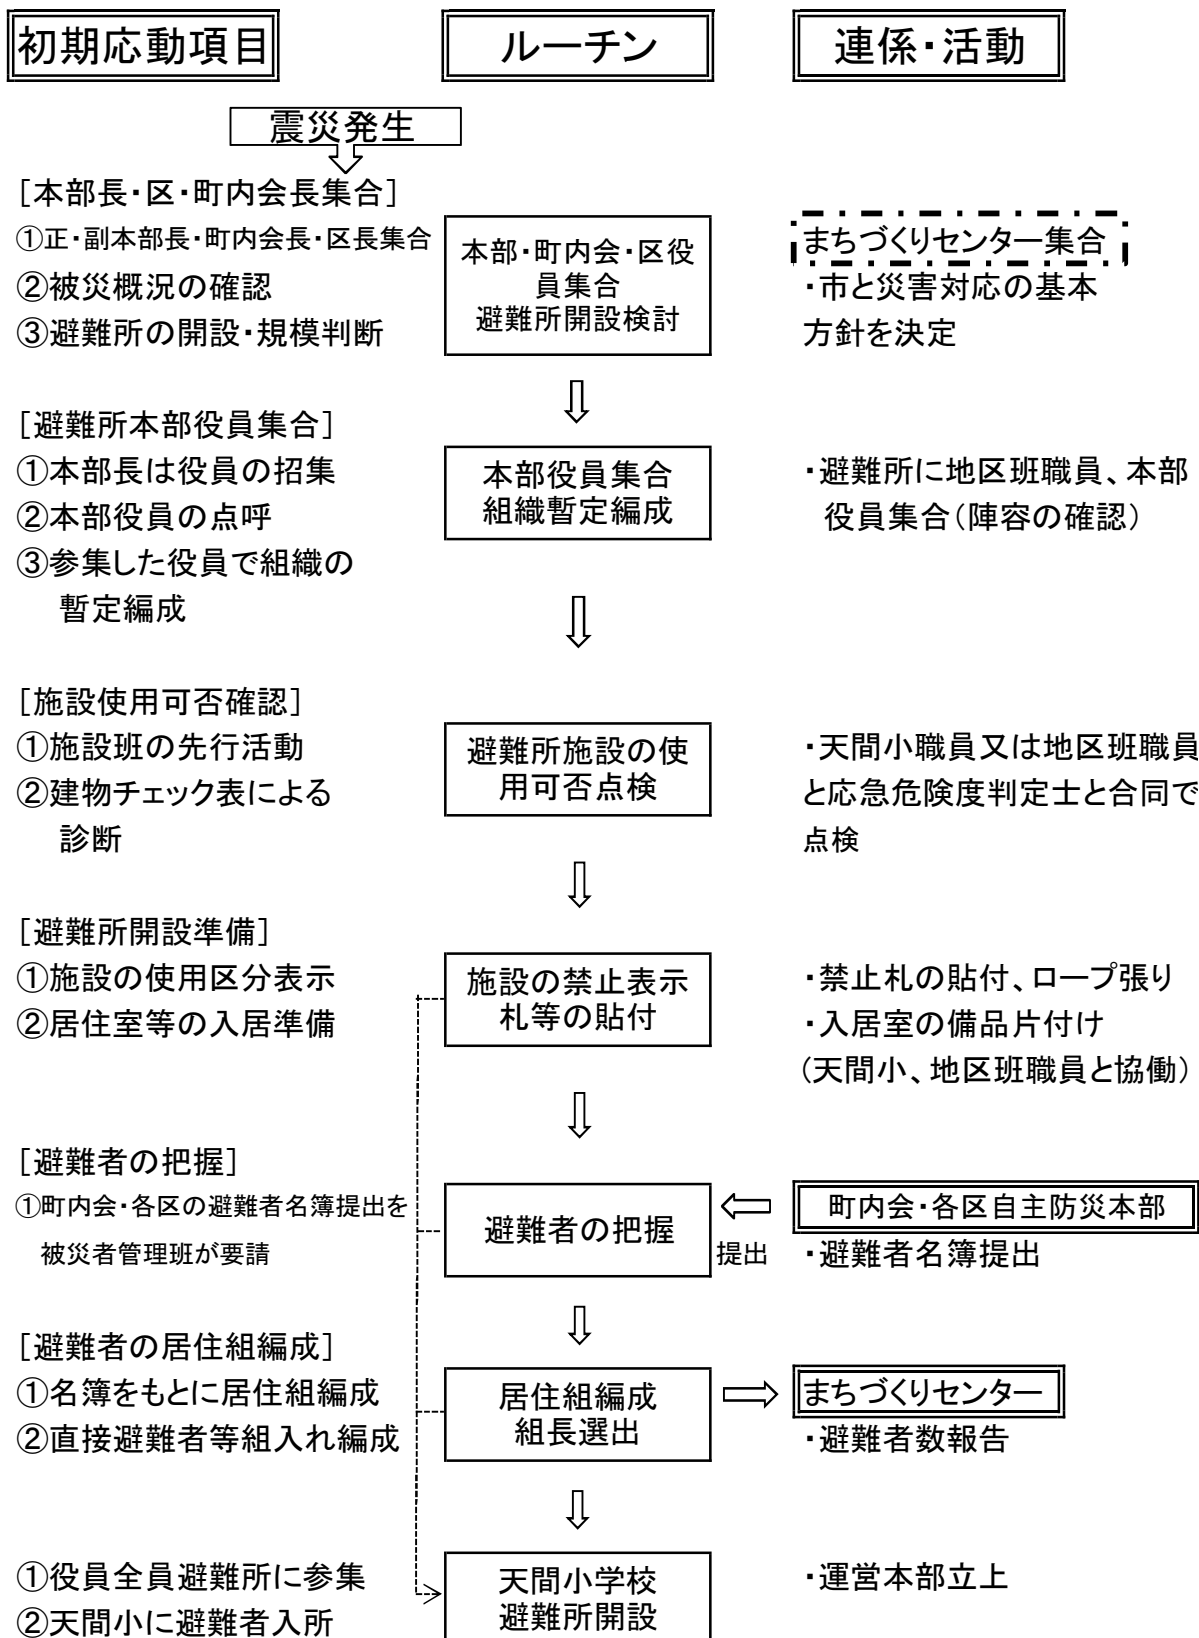 初期応動項目
ルーチン
連係・活動
震災発生
［本部長・区・町内会長集合］
①正・副本部長・町内会長・区長集合
②被災概況の確認
③避難所の開設・規模判断
本部・町内会・区役
員集合
避難所開設検討
まちづくりセンター集合
・市と災害対応の基本
方針を決定
［避難所本部役員集合］
①本部長は役員の招集
②本部役員の点呼
③参集した役員で組織の
暫定編成
本部役員集合
組織暫定編成
・避難所に地区班職員、本部
役員集合（陣容の確認）
［施設使用可否確認］
①施設班の先行活動
②建物チェック表による
診断
避難所施設の使
用可否点検
・天間小職員又は地区班職員
と応急危険度判定士と合同で
点検
［避難所開設準備］
①施設の使用区分表示
②居住室等の入居準備
施設の禁止表示
札等の貼付
・禁止札の貼付、ロープ張り
・入居室の備品片付け
（天間小、地区班職員と協働）
［避難者の把握］
①町内会・各区の避難者名簿提出を
被災者管理班が要請
避難者の把握
提出
町内会・各区自主防災本部
・避難者名簿提出
［避難者の居住組編成］
①名簿をもとに居住組編成
②直接避難者等組入れ編成
居住組編成
組長選出
まちづくりセンター
・避難者数報告
①役員全員避難所に参集
②天間小に避難者入所
天間小学校
避難所開設
・運営本部立上